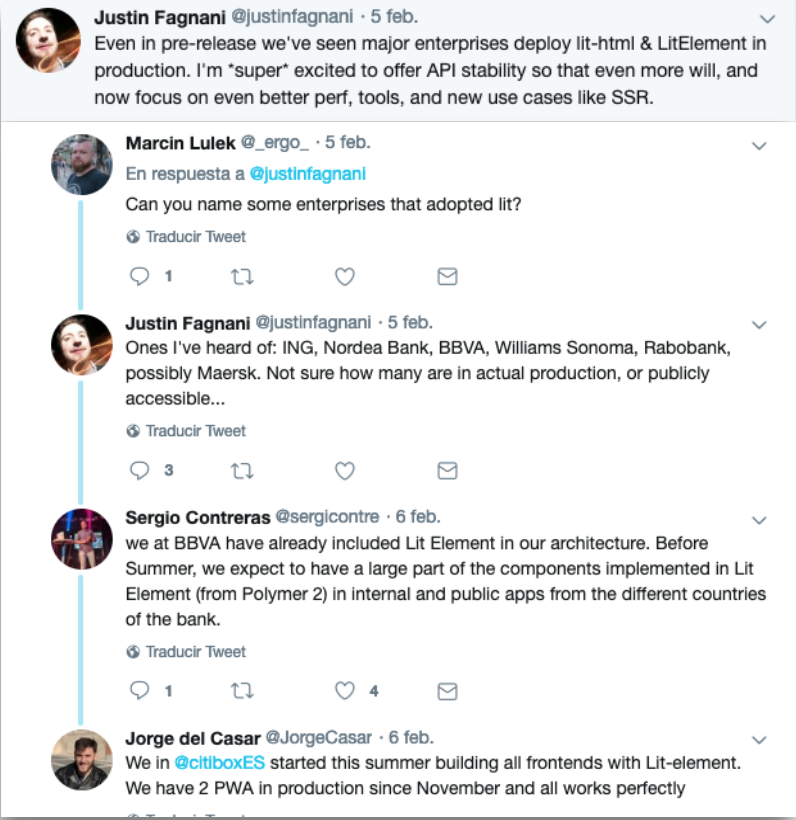 Justin Fagnani @justinfagnani · 5 feb.
Even in pre-release we've seen major enterprises deploy lit-html & LitElement in
production. I'm *super* excited to offer API stability so that even more will, and
now focus on even better perf, tools, and new use cases like SSR.
Marcin Lulek @_ergo_ · 5 feb.
En respuesta a @justinfagnani
Can you name some enterprises that adopted lit?
Traducir Tweet
1
Justin Fagnani @justinfagnani · 5 feb.
Ones I've heard of: ING, Nordea Bank, BBVA, Williams Sonoma, Rabobank,
possibly Maersk. Not sure how many are in actual production, or publicly
accessible...
Traducir Tweet
3
Sergio Contreras @sergicontre · 6 feb.
we at BBVA have already included Lit Element in our architecture. Before
Summer, we expect to have a large part of the components implemented in Lit
Element (from Polymer 2) in internal and public apps from the different countries
of the bank.
Traducir Tweet
1 4
Jorge del Casar @JorgeCasar · 6 feb.
We in @citiboxES started this summer building all frontends with Lit-element.
We have 2 PWA in production since November and all works perfectly